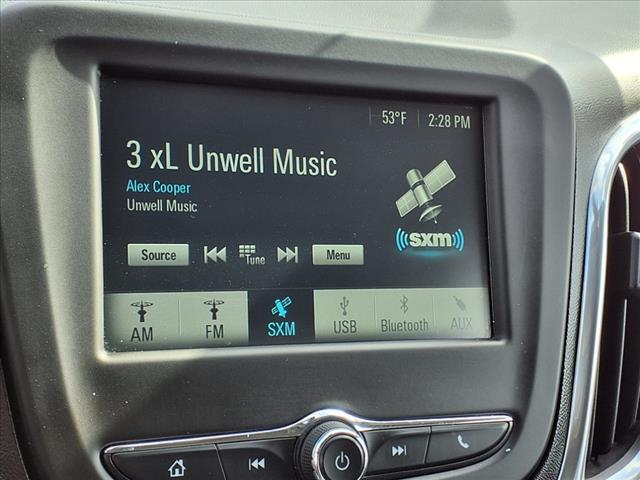 53°F 2:28 PM
3 xL Unwell Music
Alex Cooper
Unwell Music
sxm
Source Tune Menu
AM FM SXM USB Bluetooth AUX